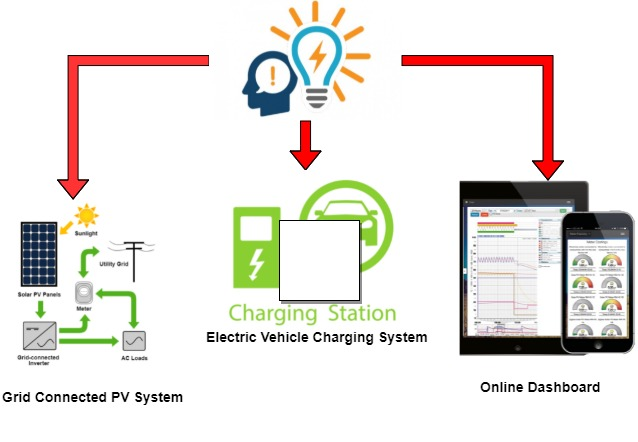 Sunlight
Utility Grid
Solar PV Panels
Meter
Grid-connected
Inverter
AC Loads
Grid Connected PV System
Charging Station
Electric Vehicle Charging System
Online Dashboard